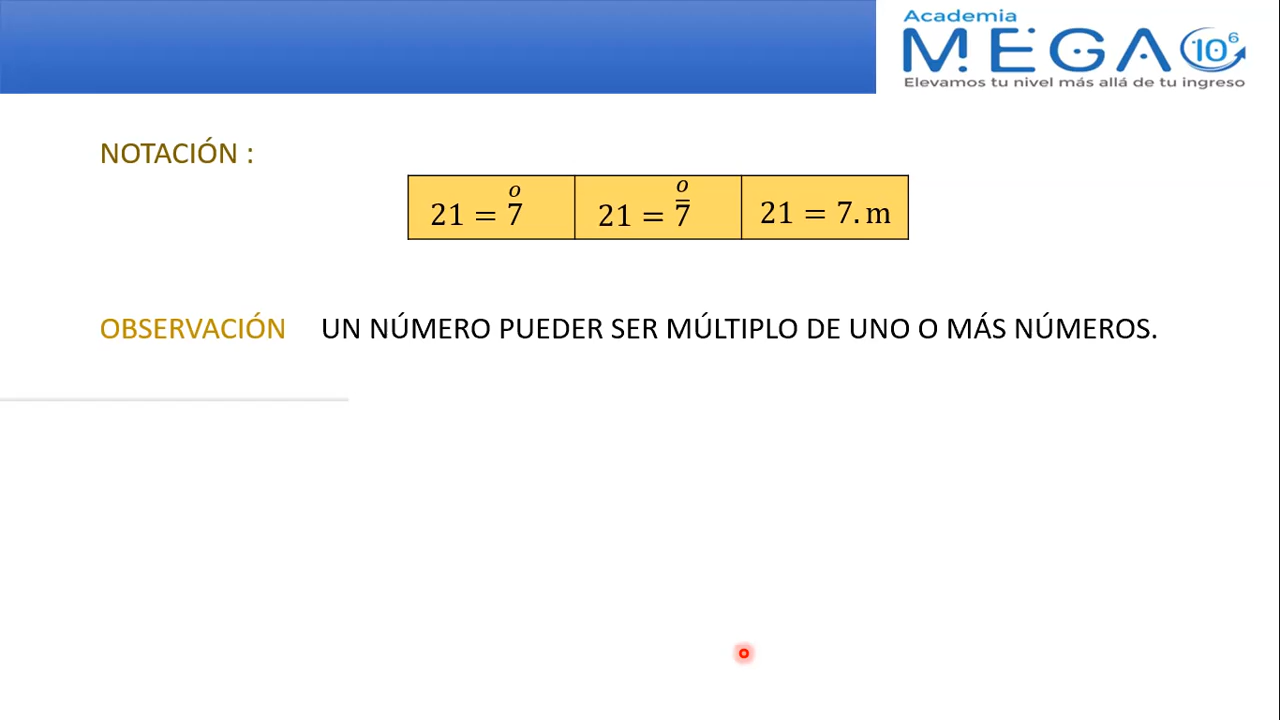 Academia
MEGA 10⁶
Elevamos tu nivel más allá de tu ingreso
NOTACIÓN :
21 = 7̊ 21 = 7̅̊ 21 = 7. m
OBSERVACIÓN UN NÚMERO PUEDER SER MÚLTIPLO DE UNO O MÁS NÚMEROS.